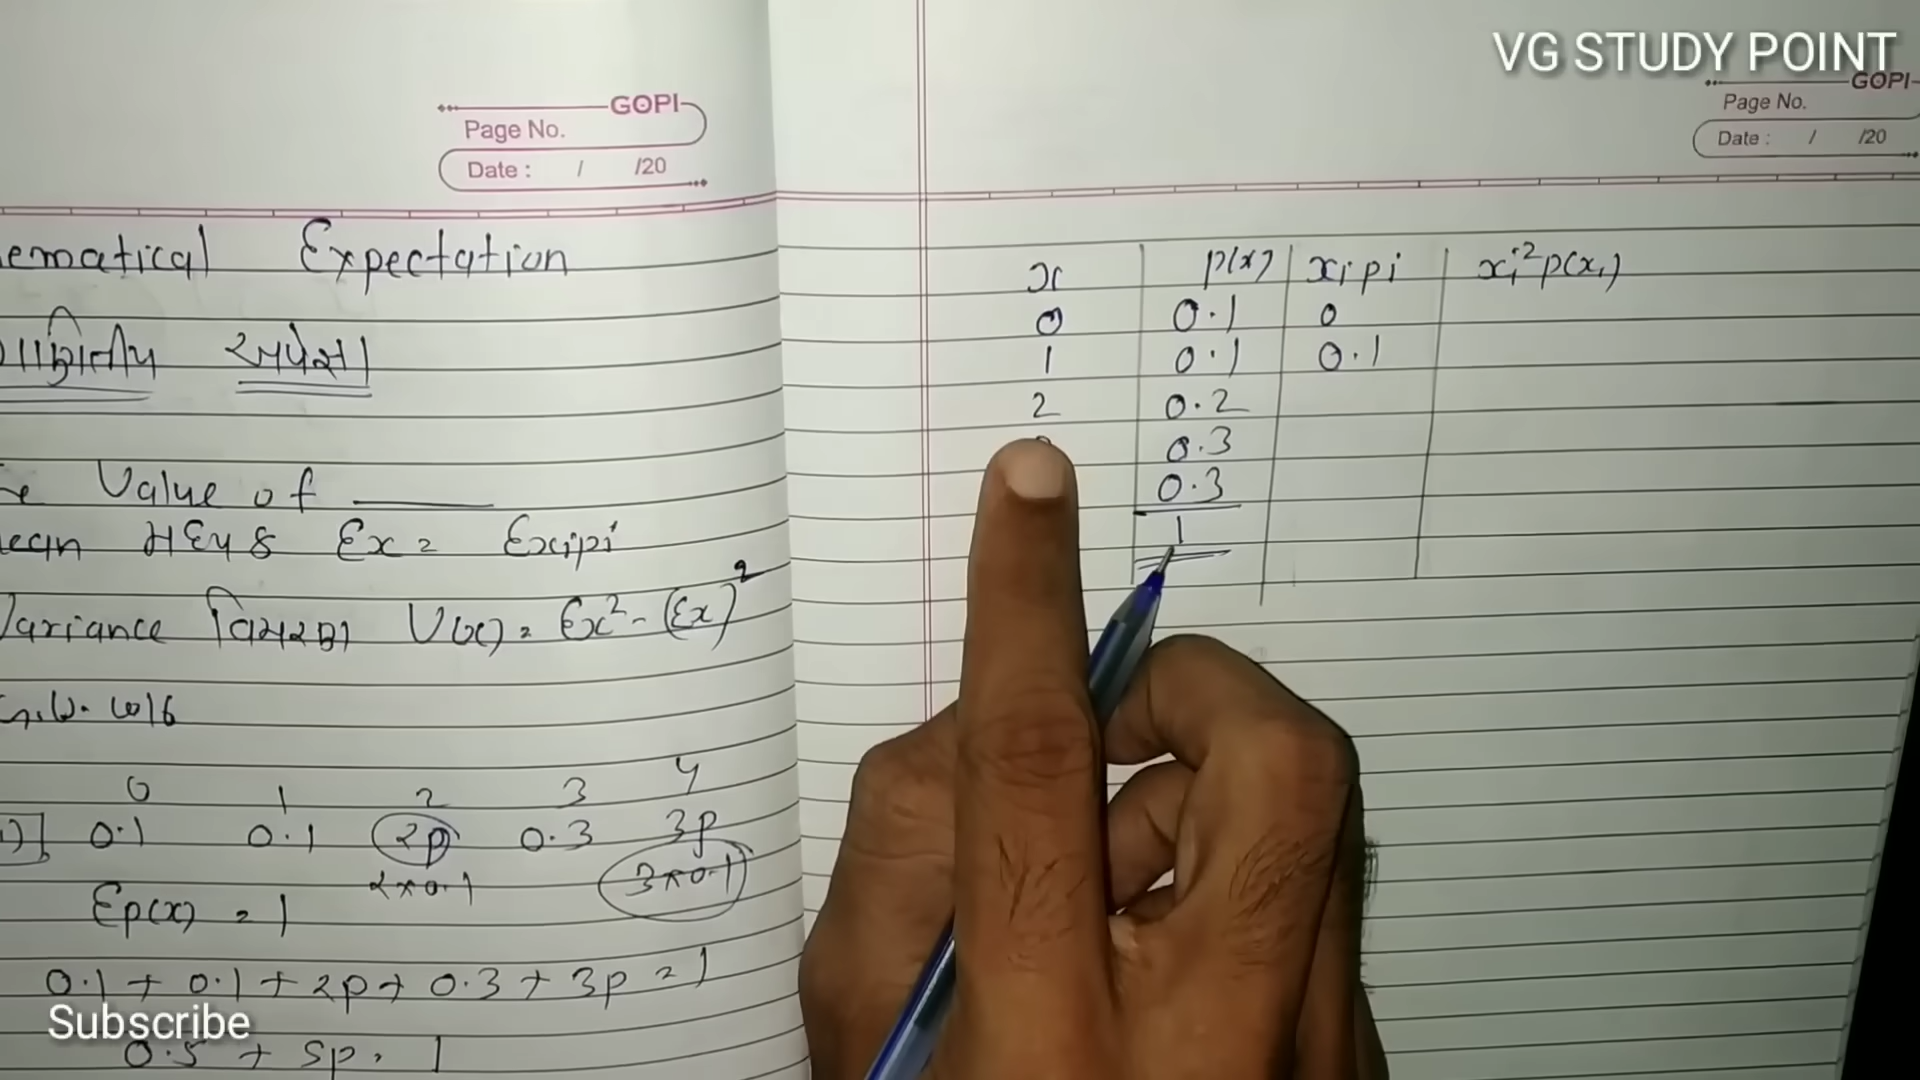 VG STUDY POINT
GOPI
Page No.
Date : / /20
ematical Expectation
અપેક્ષા
Value of
mean મધ્યક Ex = Σxipi
Variance વિચરણ V(x) = Ex² - (Ex)²
0 1 2 3 4
0.1 0.1 2p 0.3 3p
2×0.1 3×0.1
Σp(x) = 1
0.1 + 0.1 + 2p + 0.3 + 3p = 1
0.5 + 5p = 1
GOPI
Page No.
Date : / /20
x p(x) xipi xi²p(xi)
0 0.1 0
1 0.1 0.1
2 0.2
0.3
0.3
1
Subscribe